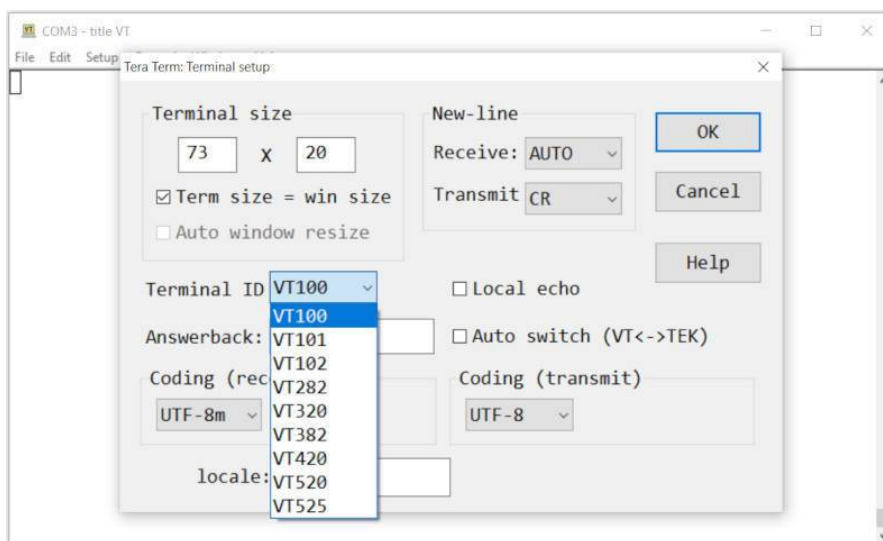 VT COM3 - title VT
File Edit Setup
Tera Term: Terminal setup
Terminal size
73 X 20
Term size = win size
Auto window resize
New-line
Receive: AUTO
Transmit CR
OK
Cancel
Help
Terminal ID VT100
VT100
VT101
VT102
VT282
VT320
VT382
VT420
VT520
VT525
Local echo
Answerback:
Auto switch (VT<->TEK)
Coding (rec
UTF-8m
Coding (transmit)
UTF-8
locale: